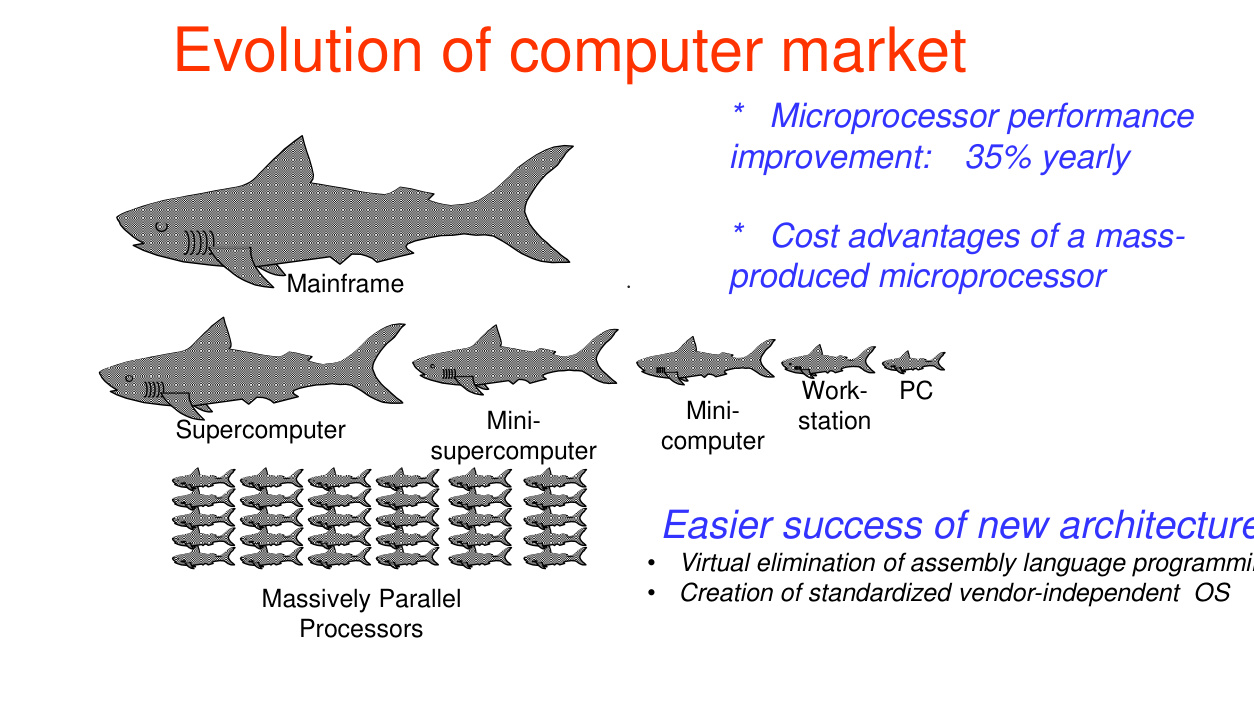 Evolution of computer market
* Microprocessor performance
improvement: 35% yearly
* Cost advantages of a mass-
produced microprocessor
Mainframe
.
Supercomputer
Mini-
supercomputer
Mini-
computer
Work-
station
PC
Massively Parallel
Processors
Easier success of new architecture
• Virtual elimination of assembly language programmi
• Creation of standardized vendor-independent OS